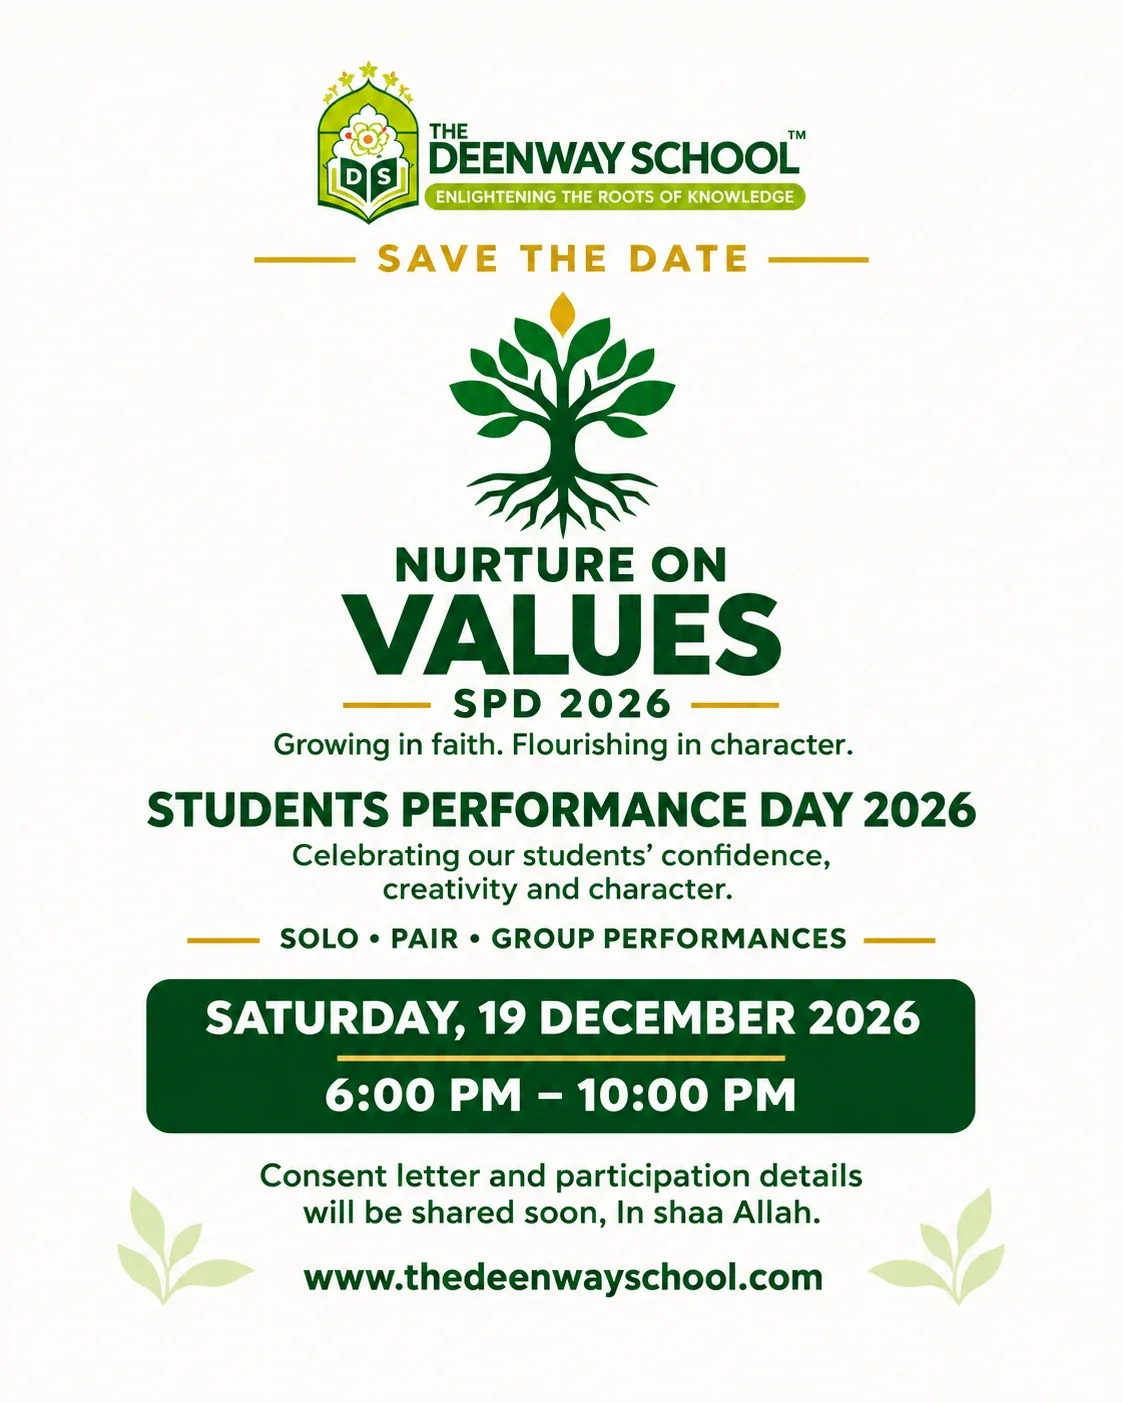 THE
DEENWAY SCHOOL™
D S
ENLIGHTENING THE ROOTS OF KNOWLEDGE
SAVE THE DATE
NURTURE ON
VALUES
SPD 2026
Growing in faith. Flourishing in character.
STUDENTS PERFORMANCE DAY 2026
Celebrating our students’ confidence,
creativity and character.
SOLO • PAIR • GROUP PERFORMANCES
SATURDAY, 19 DECEMBER 2026
6:00 PM – 10:00 PM
Consent letter and participation details
will be shared soon, In shaa Allah.
www.thedeenwayschool.com